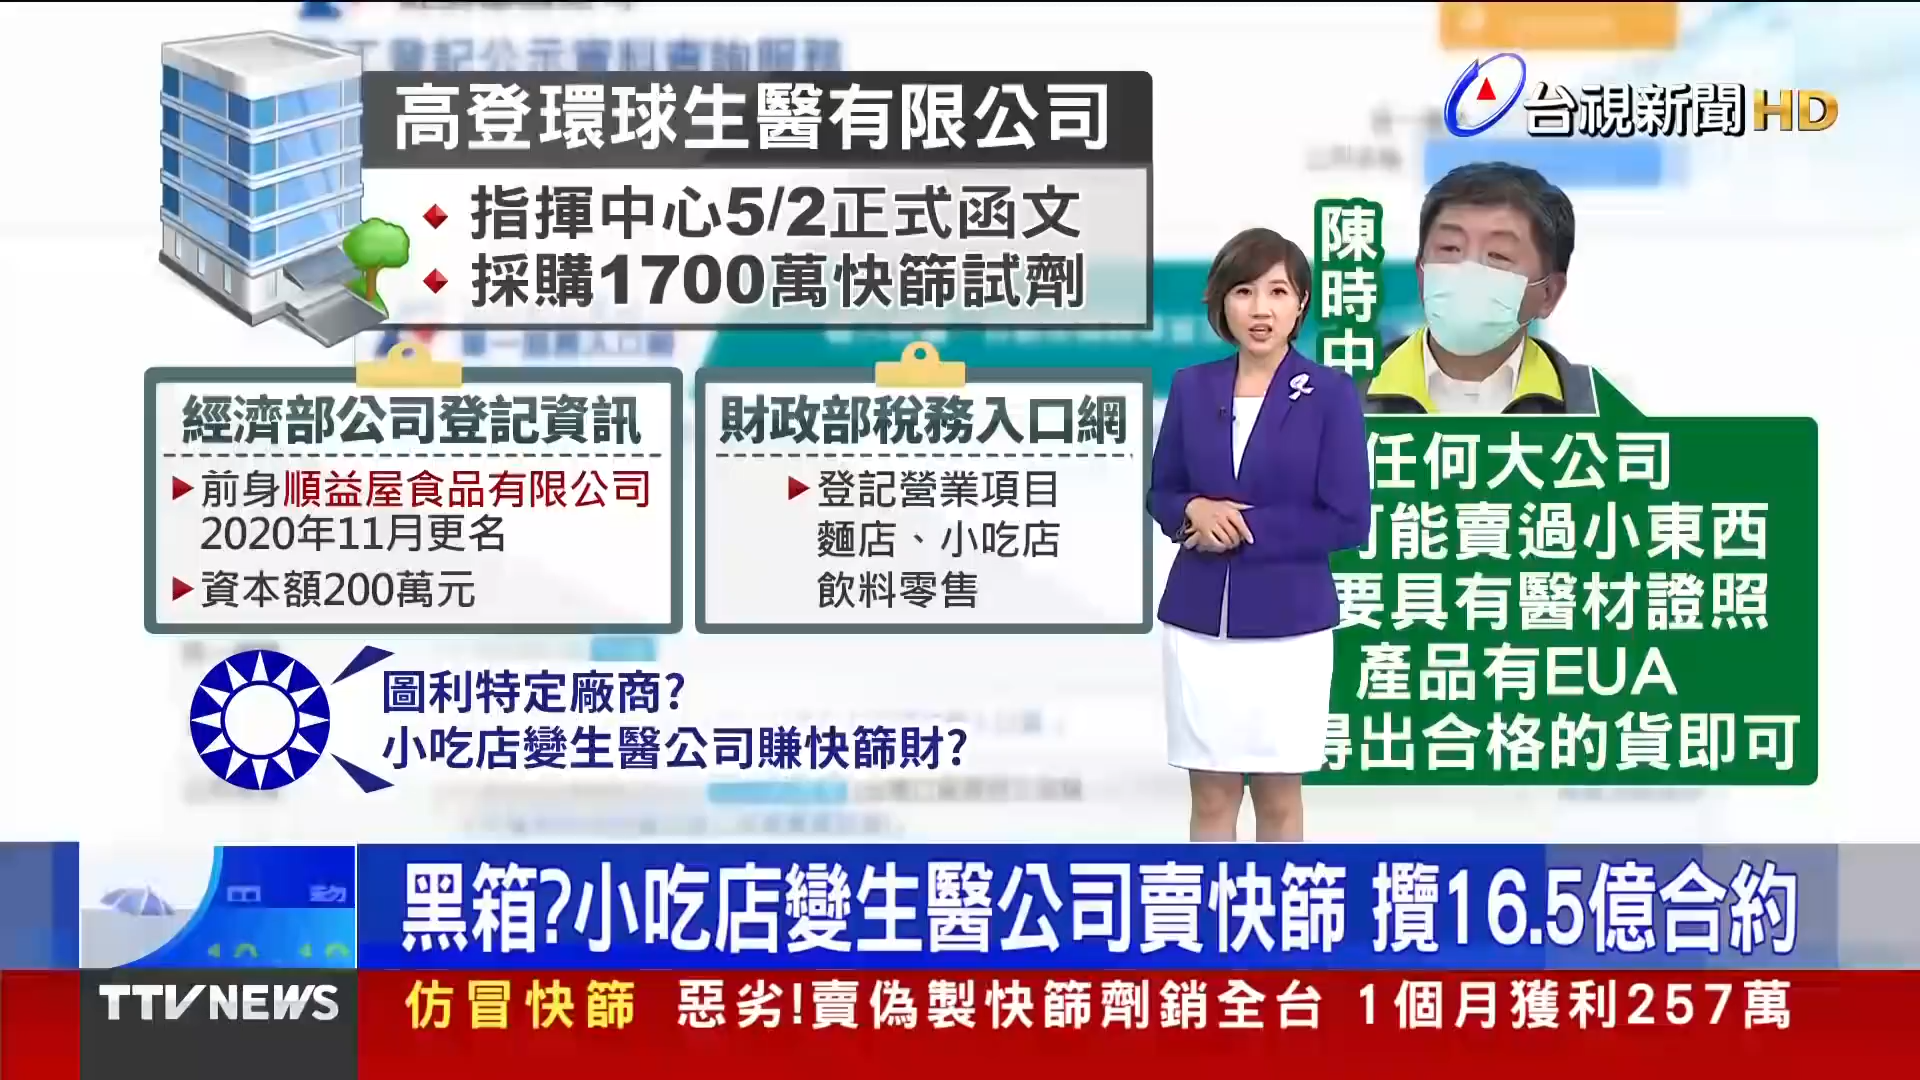 台視新聞HD
高登環球生醫有限公司
指揮中心5/2正式函文
採購1700萬快篩試劑
經濟部公司登記資訊
前身順益屋食品有限公司
2020年11月更名
資本額200萬元
財政部稅務入口網
登記營業項目
麵店、小吃店
飲料零售
圖利特定廠商?
小吃店變生醫公司賺快篩財?
陳時中
任何大公司
可能賣過小東西
要具有醫材證照
產品有EUA
得出合格的貨即可
黑箱?小吃店變生醫公司賣快篩 攬16.5億合約
TTV NEWS
仿冒快篩 惡劣!賣偽製快篩劑銷全台 1個月獲利257萬